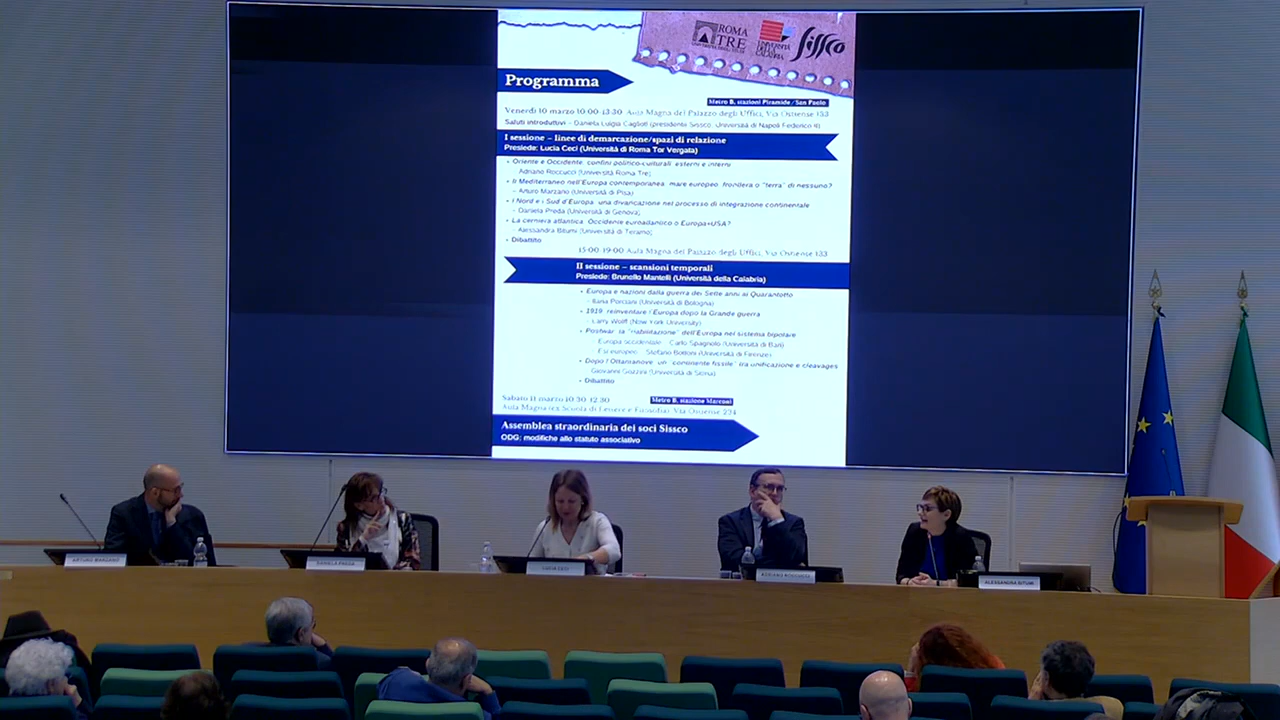 ROMA
TRE
UNIVERSITÀ
DELLA
CALABRIA
Sissco
Programma
Metro B, stazioni Piramide/San Paolo
Venerdì 10 marzo 10:00-13:30 Aula Magna del Palazzo degli Uffici, Via Ostiense 133
Saluti introduttivi – Daniela Luigia Caglioti (presidente Sissco, Università di Napoli Federico II)
I sessione – linee di demarcazione/spazi di relazione
Presiede: Lucia Ceci (Università di Roma Tor Vergata)
• Oriente e Occidente: confini politico-culturali esterni e interni
Adriano Roccucci (Università Roma Tre)
• Il Mediterraneo nell'Europa contemporanea: mare europeo, frontiera o "terra" di nessuno?
– Arturo Marzano (Università di Pisa)
• I Nord e i Sud d'Europa: una divaricazione nel processo di integrazione continentale
– Daniela Preda (Università di Genova)
• La cerniera atlantica: Occidente euroatlantico o Europa+USA?
– Alessandra Bitumi (Università di Teramo)
• Dibattito
15:00-19:00 Aula Magna del Palazzo degli Uffici, Via Ostiense 133
II sessione – scansioni temporali
Presiede: Brunello Mantelli (Università della Calabria)
• Europa e nazioni dalla guerra dei Sette anni al Quarantotto
– Ilaria Porciani (Università di Bologna)
• 1919: reinventare l'Europa dopo la Grande guerra
– Larry Wolff (New York University)
• Postwar: la "riabilitazione" dell'Europa nel sistema bipolare
Europa occidentale – Carlo Spagnolo (Università di Bari)
Est europeo – Stefano Bottoni (Università di Firenze)
• Dopo l'Ottantanove: un "continente fissile" tra unificazione e cleavages
Giovanni Gozzini (Università di Siena)
• Dibattito
Sabato 11 marzo 10:30-12:30
Metro B, stazione Marconi
Aula Magna (ex Scuola di Lettere e Filosofia), Via Ostiense 234
Assemblea straordinaria dei soci Sissco
ODG: modifiche allo statuto associativo
ARTURO MARZANO
DANIELA PREDA
LUCIA CECI
ADRIANO ROCCUCCI
ALESSANDRA BITUMI